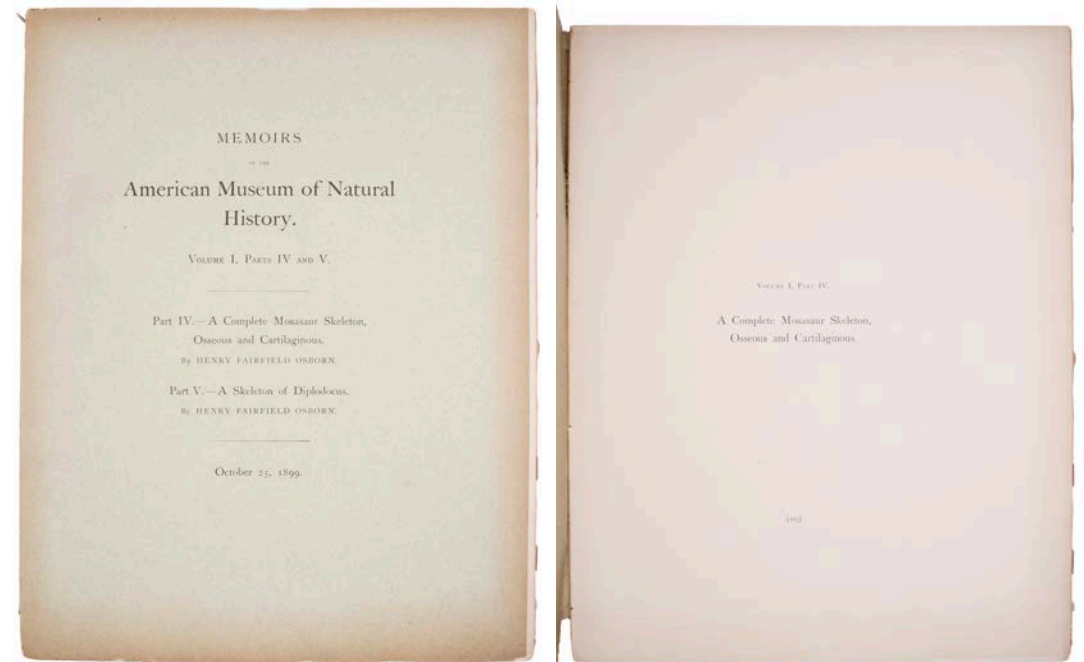 MEMOIRS
OF THE
American Museum of Natural
History.
VOLUME I, PARTS IV AND V.
Part IV.—A Complete Mosasaur Skeleton,
Osseous and Cartilaginous.
By HENRY FAIRFIELD OSBORN.
Part V.—A Skeleton of Diplodocus.
By HENRY FAIRFIELD OSBORN.
October 25, 1899.
VOLUME I, PART IV.
A Complete Mosasaur Skeleton,
Osseous and Cartilaginous.